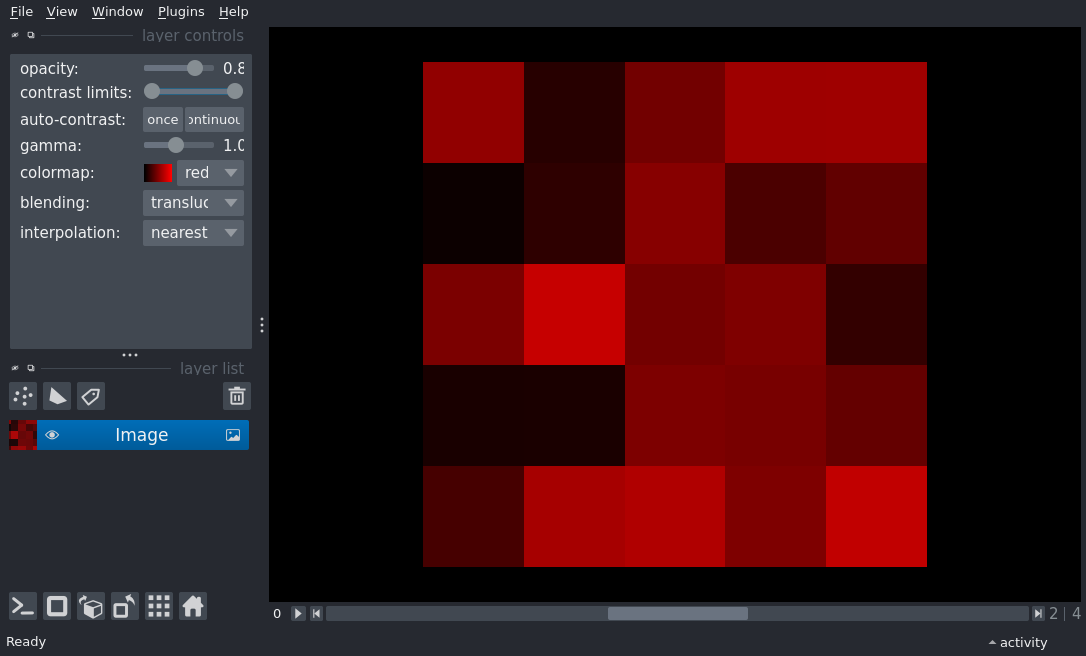 File View Window Plugins Help
layer controls
opacity: 0.8
contrast limits:
auto-contrast: once ontinuou
gamma: 1.0
colormap: red
blending: transluc
interpolation: nearest
layer list
Image
0 2 | 4
Ready activity